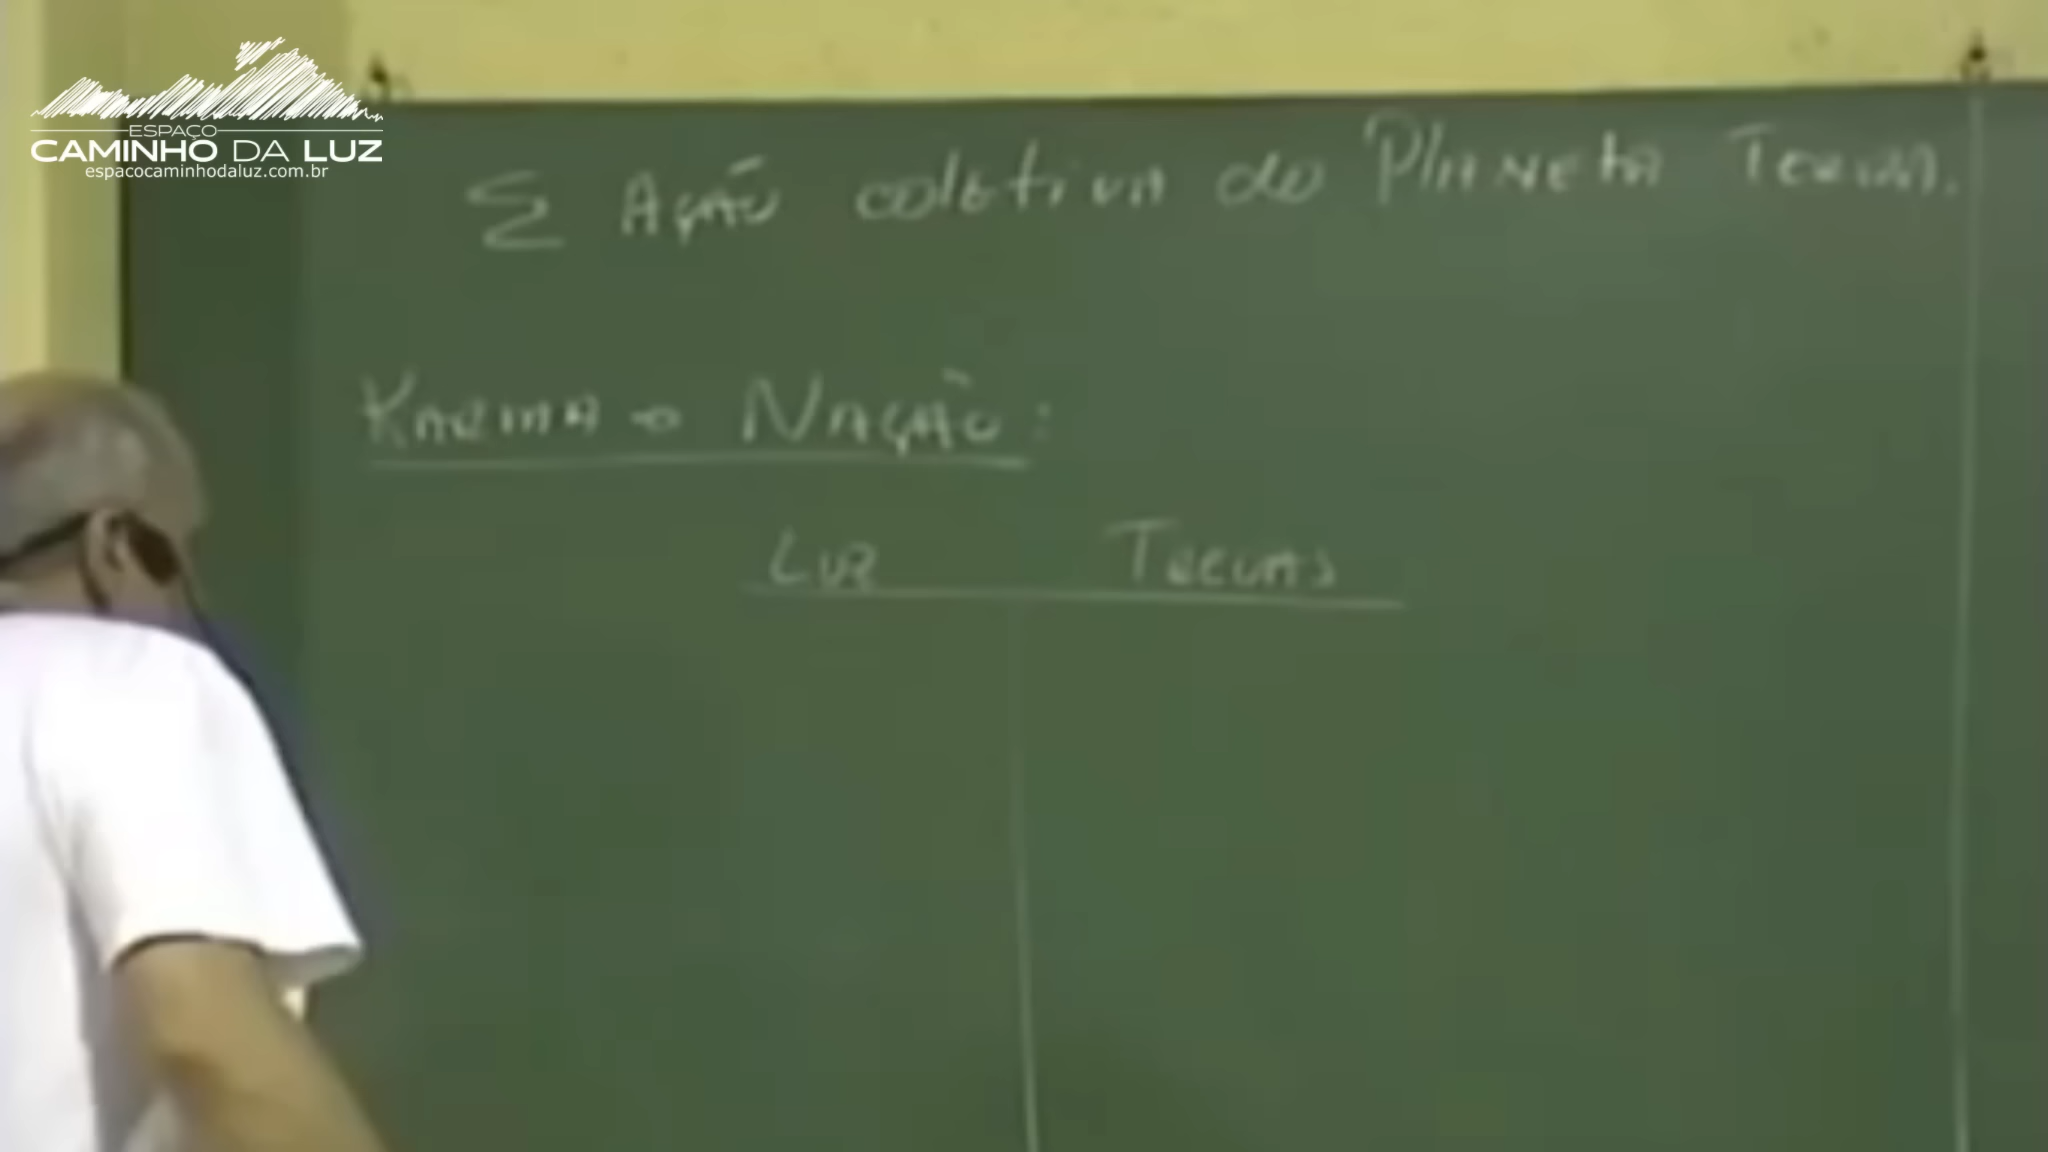 ESPAÇO
CAMINHO DA LUZ
espacocaminhodaluz.com.br
Σ Ação coletiva do Planeta Terra.
Karma → Nação:
Luz Trevas